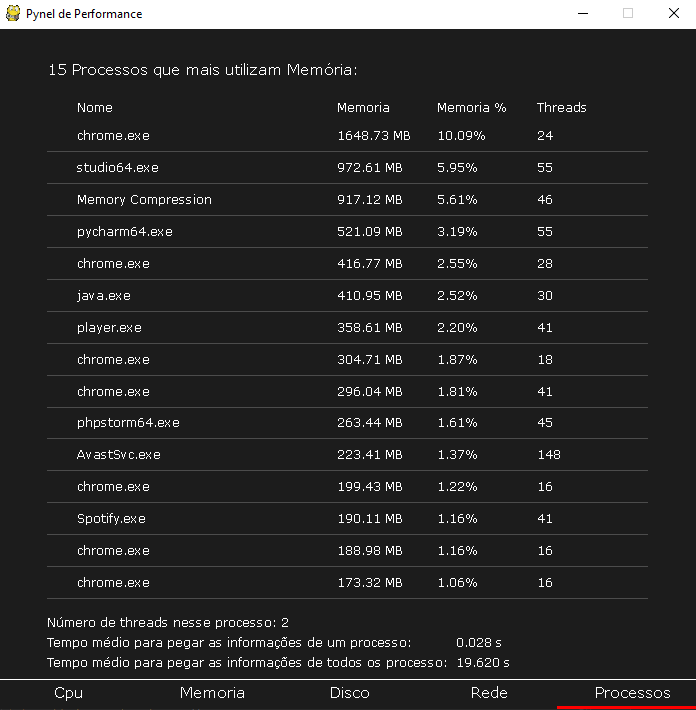 Pynel de Performance
15 Processos que mais utilizam Memória:
Nome Memoria Memoria % Threads
chrome.exe 1648.73 MB 10.09% 24
studio64.exe 972.61 MB 5.95% 55
Memory Compression 917.12 MB 5.61% 46
pycharm64.exe 521.09 MB 3.19% 55
chrome.exe 416.77 MB 2.55% 28
java.exe 410.95 MB 2.52% 30
player.exe 358.61 MB 2.20% 41
chrome.exe 304.71 MB 1.87% 18
chrome.exe 296.04 MB 1.81% 41
phpstorm64.exe 263.44 MB 1.61% 45
AvastSvc.exe 223.41 MB 1.37% 148
chrome.exe 199.43 MB 1.22% 16
Spotify.exe 190.11 MB 1.16% 41
chrome.exe 188.98 MB 1.16% 16
chrome.exe 173.32 MB 1.06% 16
Número de threads nesse processo: 2
Tempo médio para pegar as informações de um processo: 0.028 s
Tempo médio para pegar as informações de todos os processo: 19.620 s
Cpu Memoria Disco Rede Processos